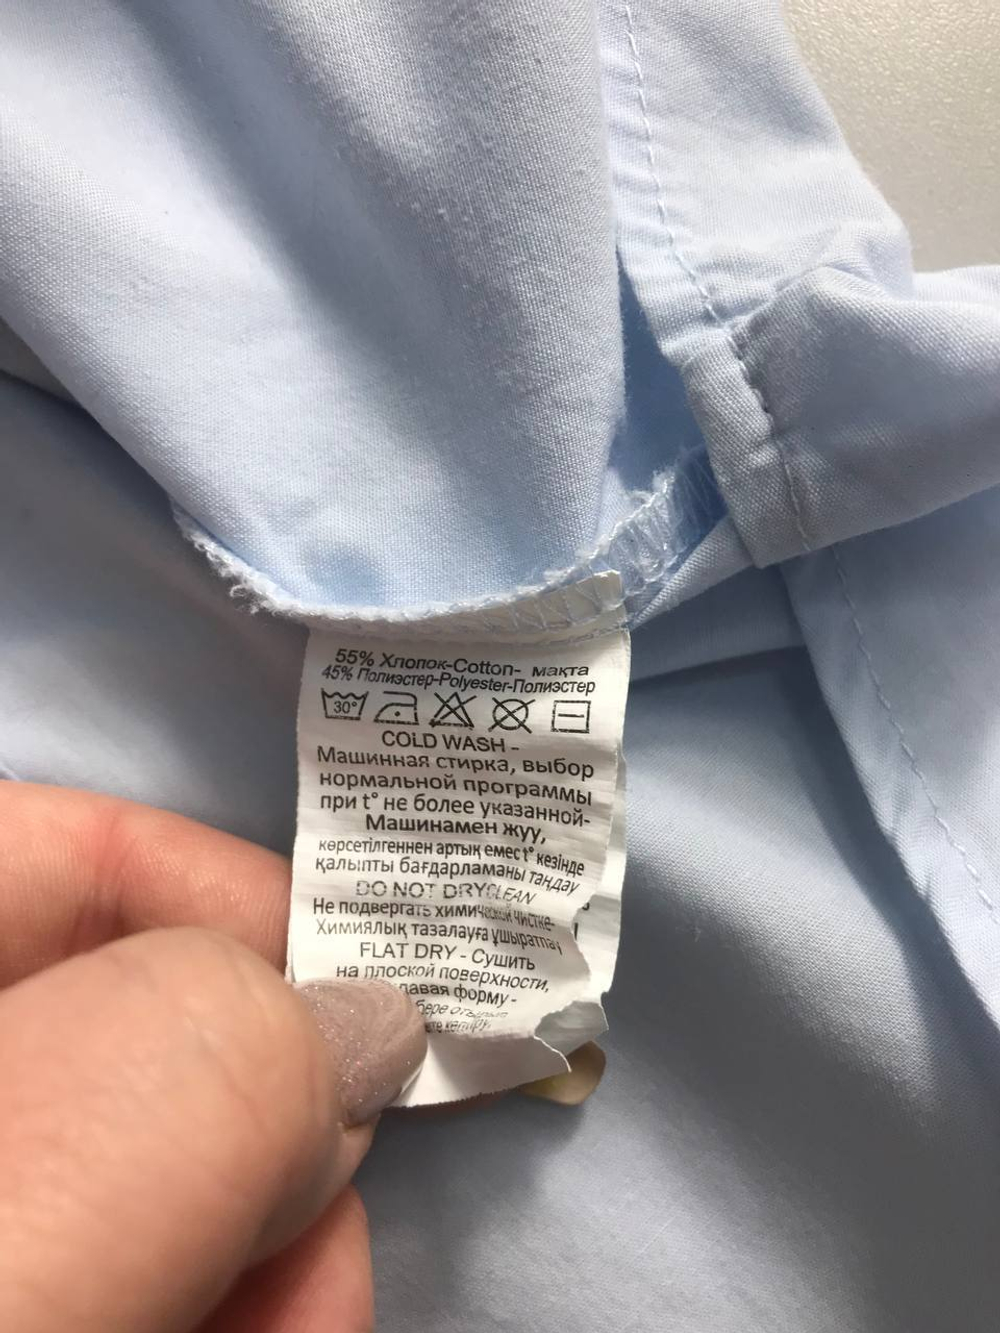 55% Хлопок-Cotton- мақта
45% Полиэстер-Polyester-Полиэстер
30°
COLD WASH -
Машинная стирка, выбор
нормальной программы
при t° не более указанной-
Машинамен жуу,
көрсетілгеннен артық емес t° кезінде
қалыпты бағдарламаны таңдау
DO NOT DRYCLEAN
Не подвергать химической чистке-
Химиялық тазалауға ұшыратпау
FLAT DRY - Сушить
на плоской поверхности,
форму -